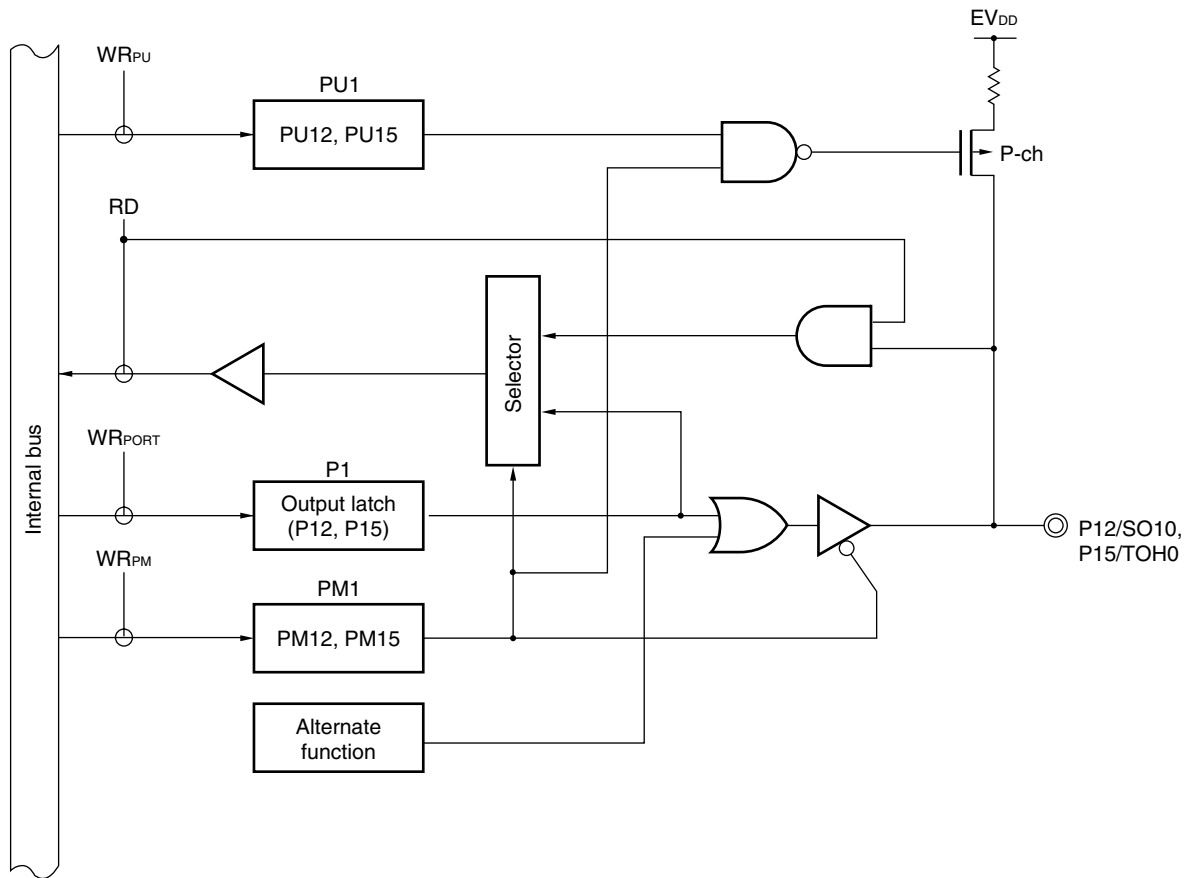 EVDD
WRPU
PU1
PU12, PU15
P-ch
RD
Selector
Internal bus
WRPORT
P1
Output latch
(P12, P15)
P12/SO10,
P15/TOH0
WRPM
PM1
PM12, PM15
Alternate
function